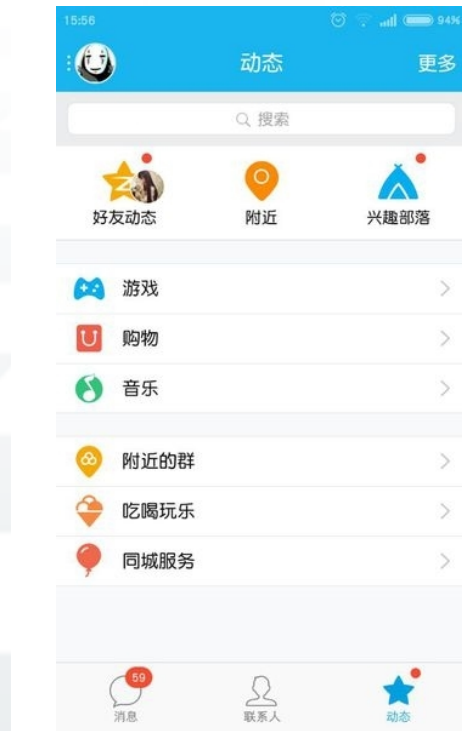 15:56 94%
动态 更多
搜索
好友动态 附近 兴趣部落
游戏
购物
音乐
附近的群
吃喝玩乐
同城服务
59
消息 联系人 动态